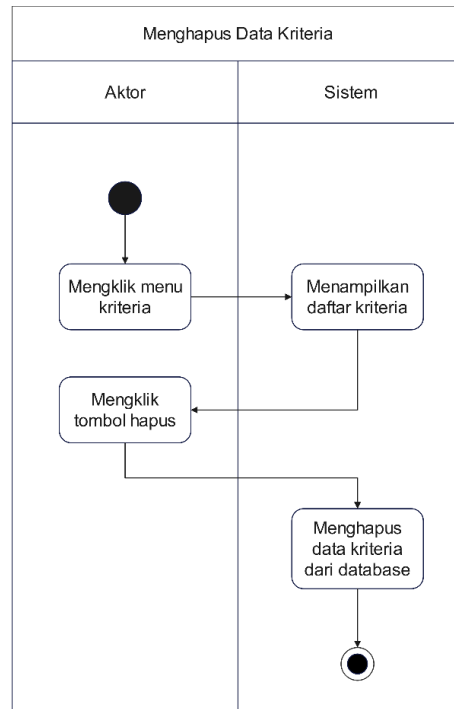 Menghapus Data Kriteria
Aktor
Sistem
Mengklik menu
kriteria
Menampilkan
daftar kriteria
Mengklik
tombol hapus
Menghapus
data kriteria
dari database